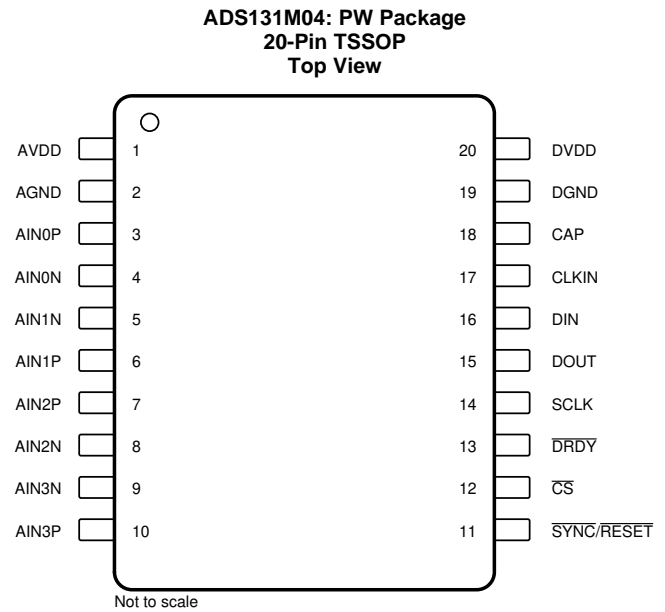 ADS131M04: PW Package
20-Pin TSSOP
Top View
AVDD 1 20 DVDD
AGND 2 19 DGND
AIN0P 3 18 CAP
AIN0N 4 17 CLKIN
AIN1N 5 16 DIN
AIN1P 6 15 DOUT
AIN2P 7 14 SCLK
AIN2N 8 13 DRDY
AIN3N 9 12 CS
AIN3P 10 11 SYNC/RESET
Not to scale